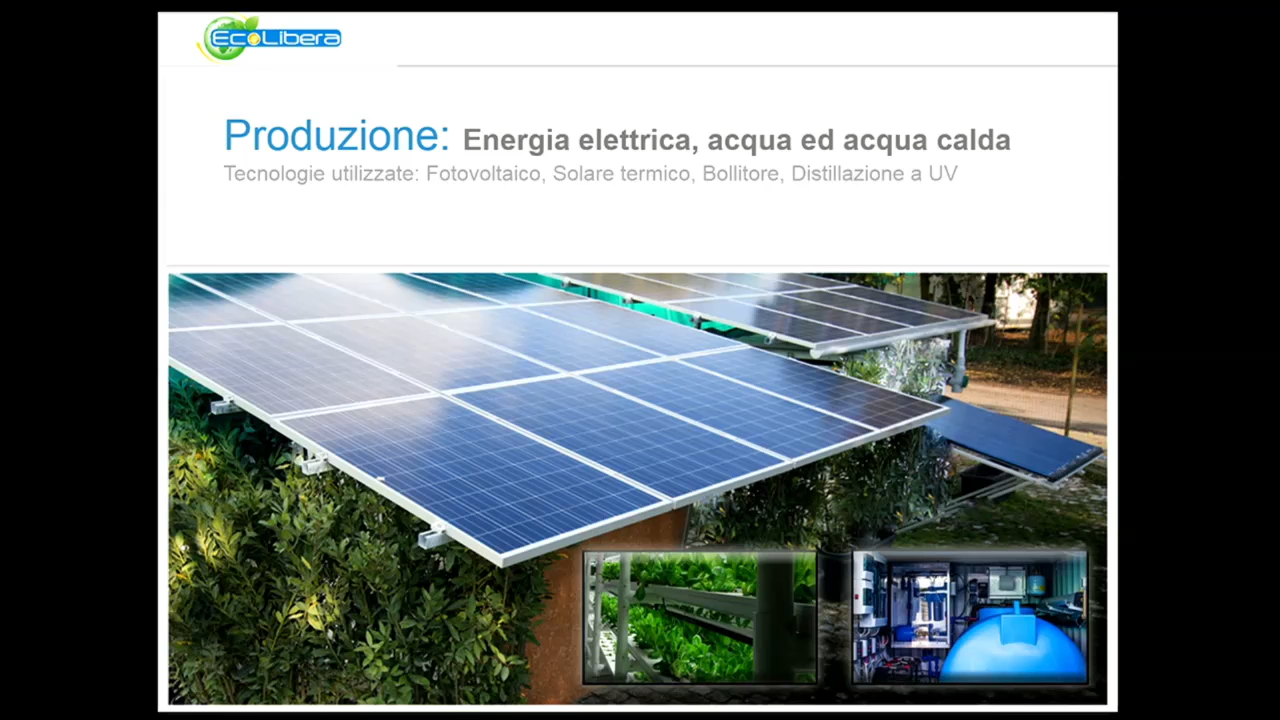 EcoLibera
Produzione: Energia elettrica, acqua ed acqua calda
Tecnologie utilizzate: Fotovoltaico, Solare termico, Bollitore, Distillazione a UV